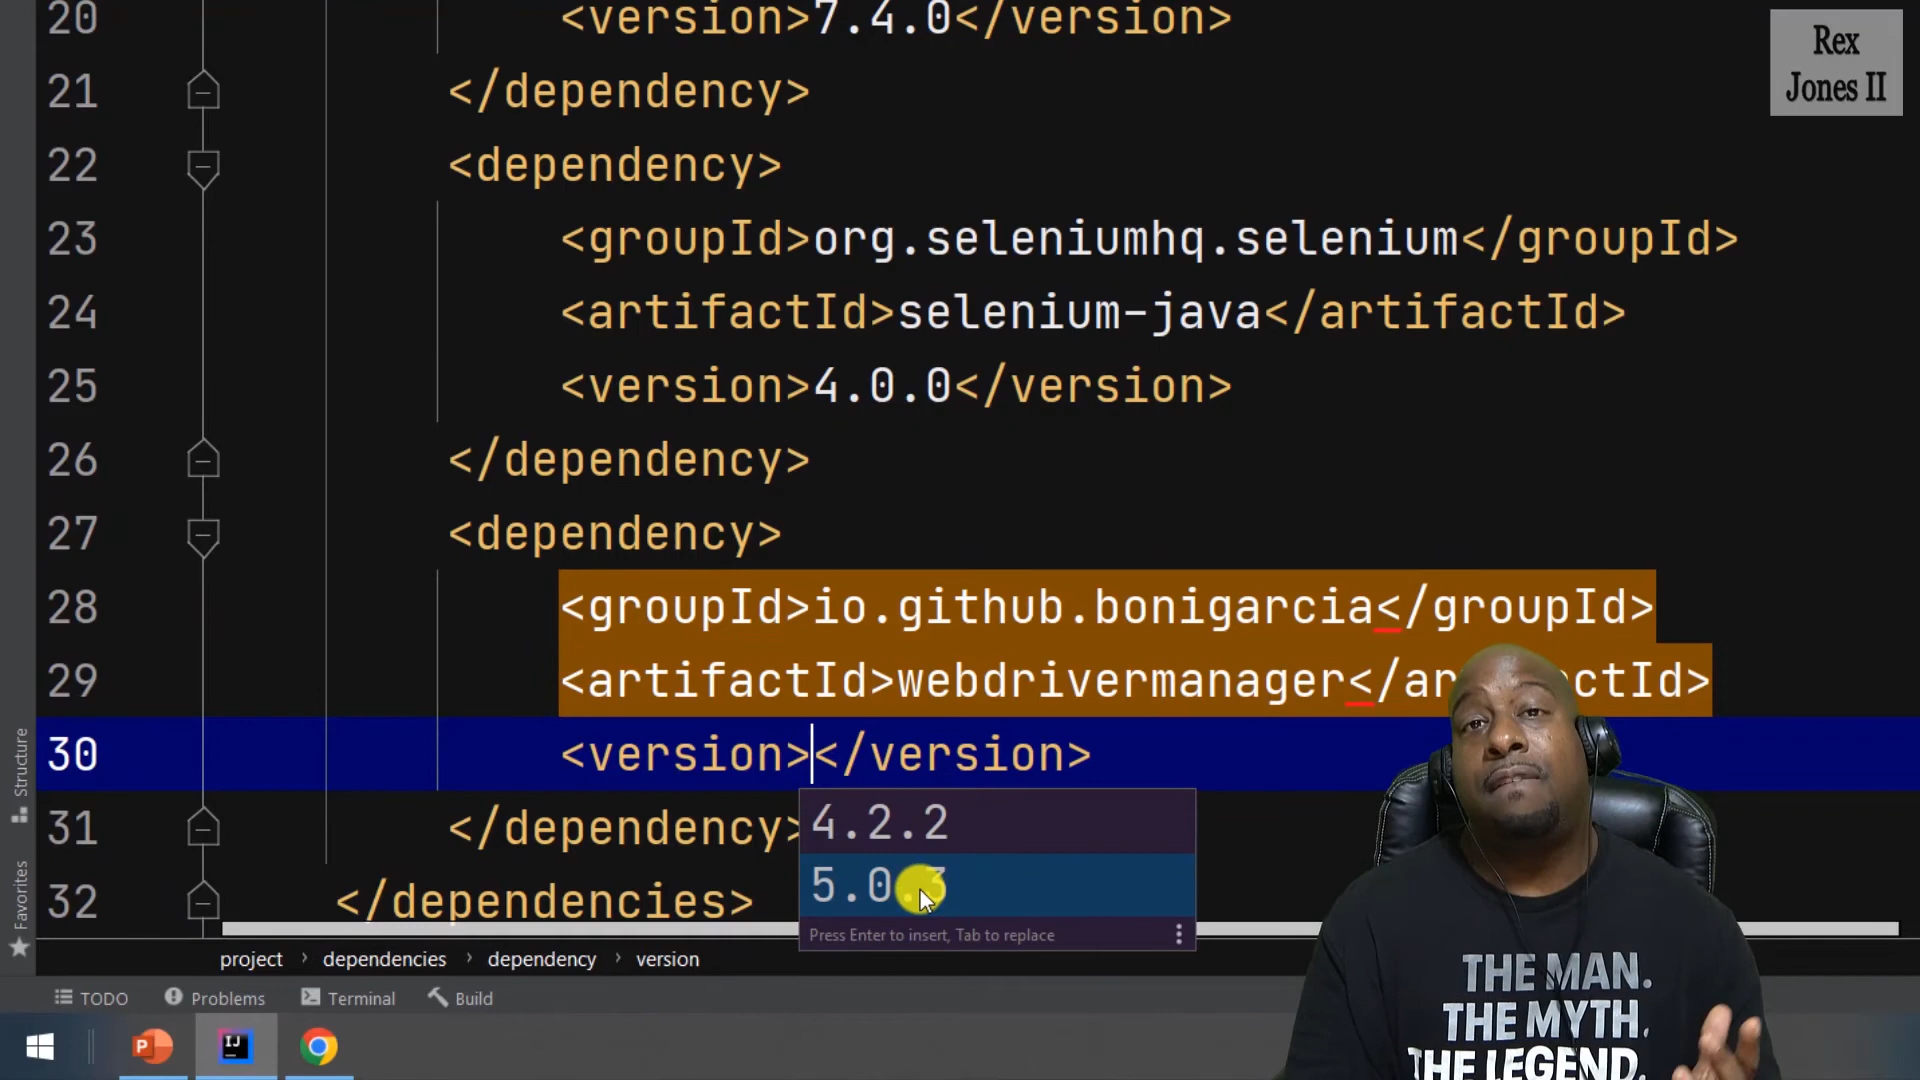 20 <version>7.4.0</version>
Rex
Jones II
21 </dependency>
22 <dependency>
23 <groupId>org.seleniumhq.selenium</groupId>
24 <artifactId>selenium-java</artifactId>
25 <version>4.0.0</version>
26 </dependency>
27 <dependency>
28 <groupId>io.github.bonigarcia</groupId>
29 <artifactId>webdrivermanager</artifactId>
30 <version></version>
4.2.2
31 </dependency>
5.0.3
32 </dependencies>
Press Enter to insert, Tab to replace
Structure
Favorites
project › dependencies › dependency › version
TODO Problems Terminal Build
P IJ
THE MAN.
THE MYTH.
THE LEGEND.